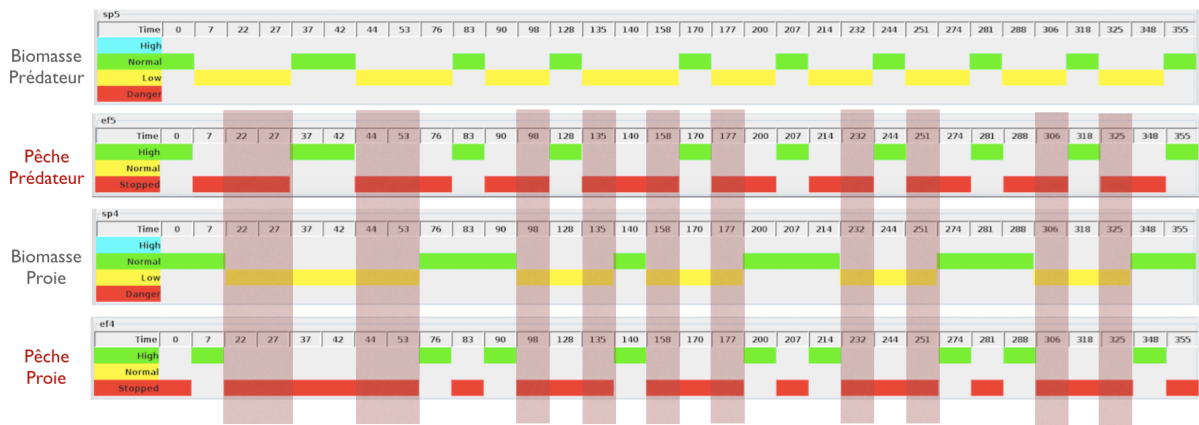 sp5
Time 0 7 22 27 37 42 44 53 76 83 90 98 128 135 140 158 170 177 200 207 214 232 244 251 274 281 288 306 318 325 348 355
High
Normal
Low
Danger
Biomasse
Prédateur
ef5
Time 0 7 22 27 37 42 44 53 76 83 90 98 128 135 140 158 170 177 200 207 214 232 244 251 274 281 288 306 318 325 348 355
High
Normal
Stopped
Pêche
Prédateur
sp4
Time 0 7 22 27 37 42 44 53 76 83 90 98 128 135 140 158 170 177 200 207 214 232 244 251 274 281 288 306 318 325 348 355
High
Normal
Low
Danger
Biomasse
Proie
ef4
Time 0 7 22 27 37 42 44 53 76 83 90 98 128 135 140 158 170 177 200 207 214 232 244 251 274 281 288 306 318 325 348 355
High
Normal
Stopped
Pêche
Proie